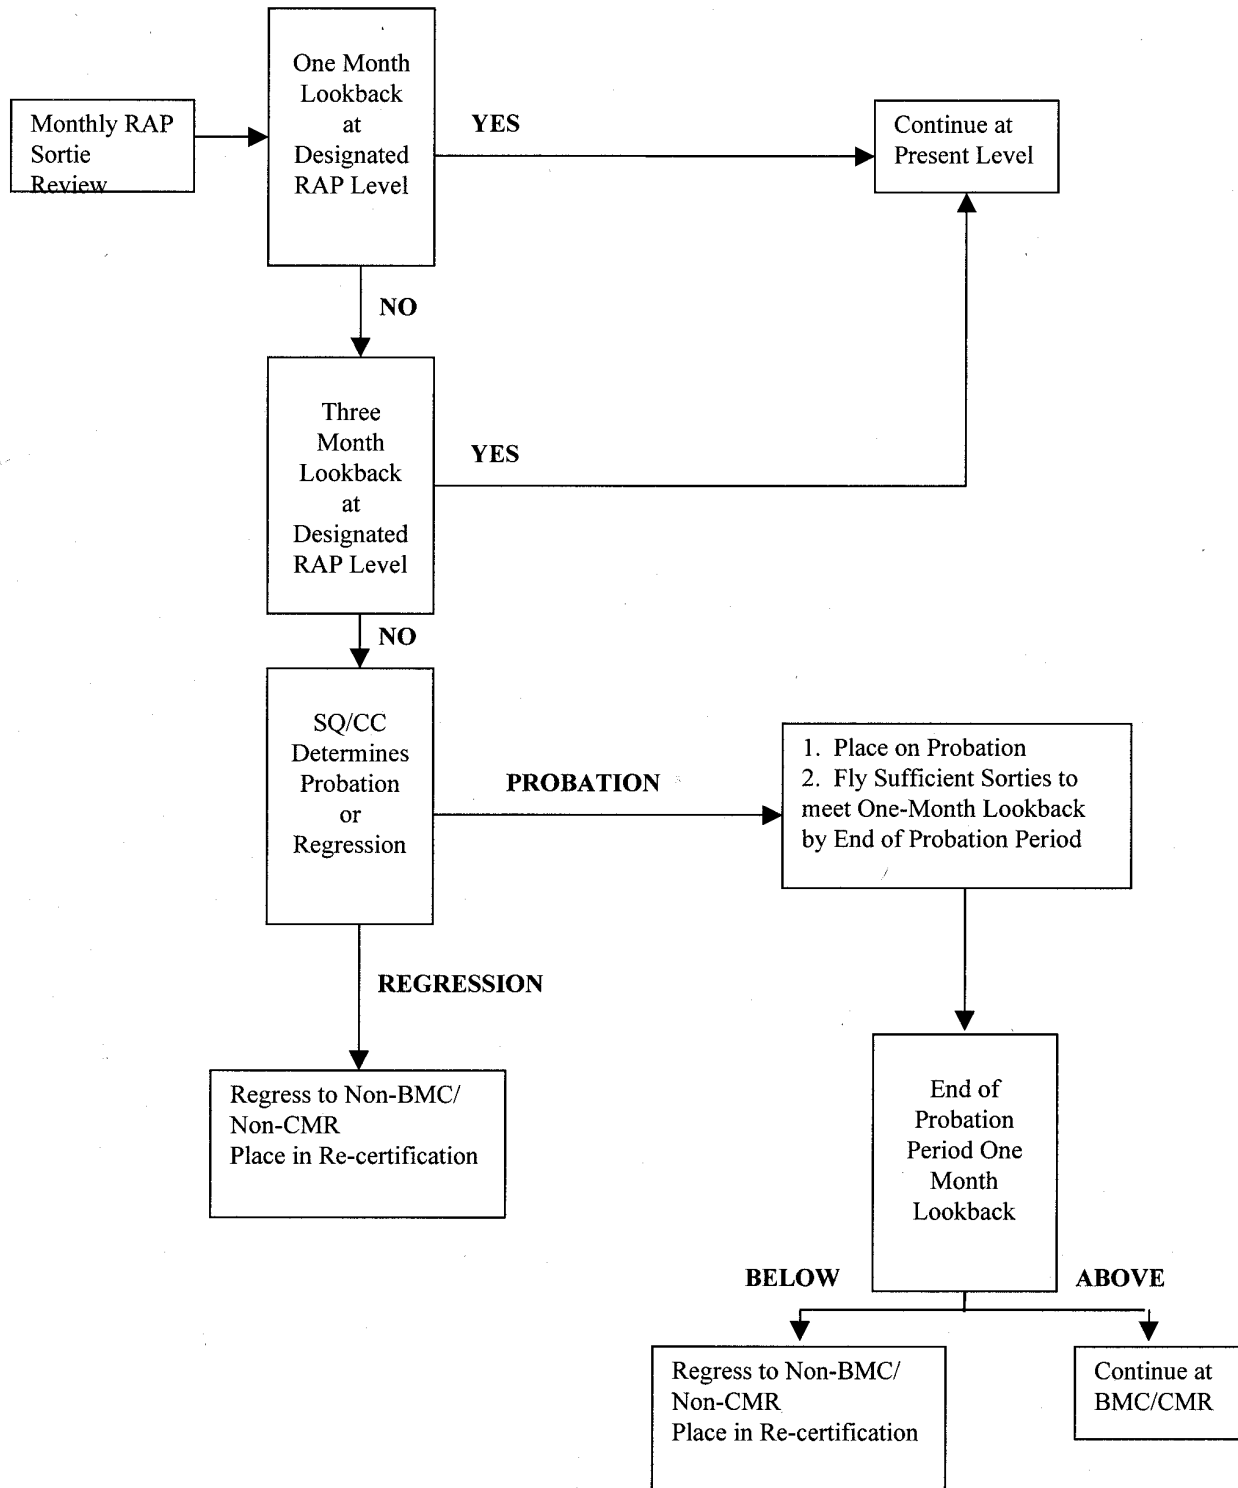 One Month
Lookback
at
Designated
RAP Level
Monthly RAP
Sortie
Review
YES
Continue at
Present Level
NO
Three
Month
Lookback
at
Designated
RAP Level
YES
NO
SQ/CC
Determines
Probation
or
Regression
PROBATION
1. Place on Probation
2. Fly Sufficient Sorties to
meet One-Month Lookback
by End of Probation Period
REGRESSION
Regress to Non-BMC/
Non-CMR
Place in Re-certification
End of
Probation
Period One
Month
Lookback
BELOW
ABOVE
Regress to Non-BMC/
Non-CMR
Place in Re-certification
Continue at
BMC/CMR